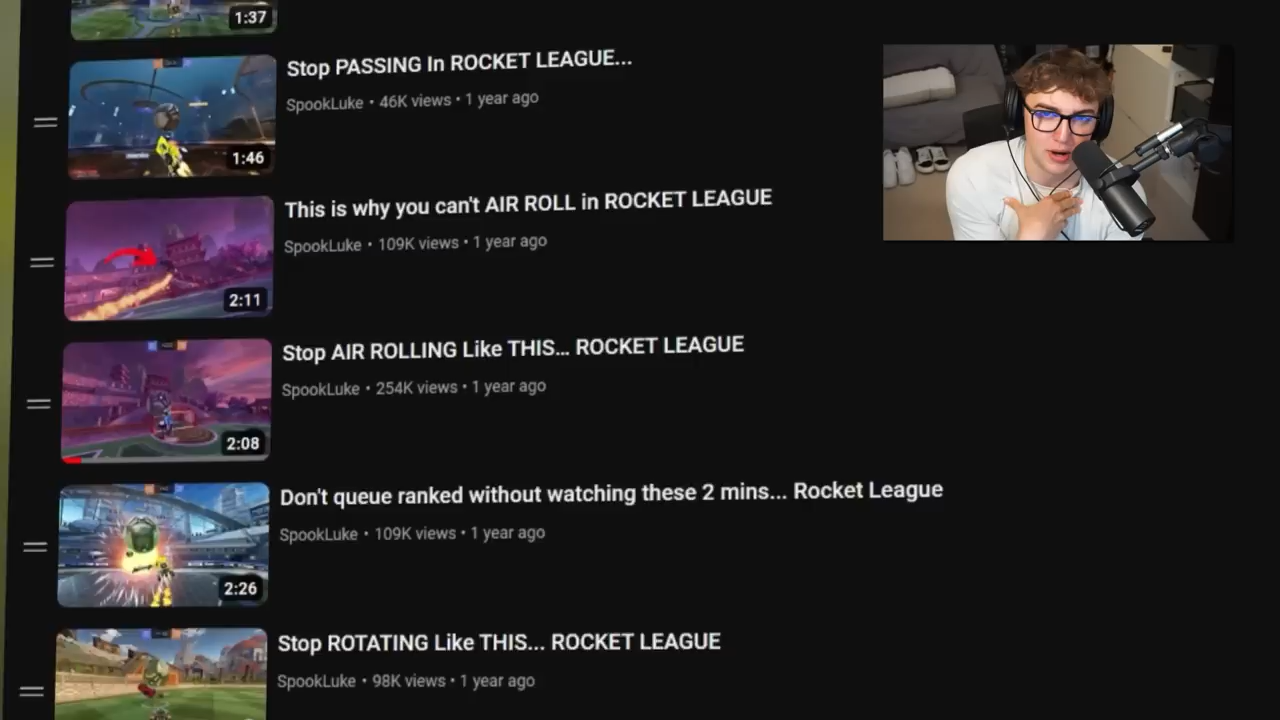 1:37
Stop PASSING In ROCKET LEAGUE...
SpookLuke • 46K views • 1 year ago
1:46
This is why you can't AIR ROLL in ROCKET LEAGUE
SpookLuke • 109K views • 1 year ago
2:11
Stop AIR ROLLING Like THIS... ROCKET LEAGUE
SpookLuke • 254K views • 1 year ago
2:08
Don't queue ranked without watching these 2 mins... Rocket League
SpookLuke • 109K views • 1 year ago
2:26
Stop ROTATING Like THIS... ROCKET LEAGUE
SpookLuke • 98K views • 1 year ago